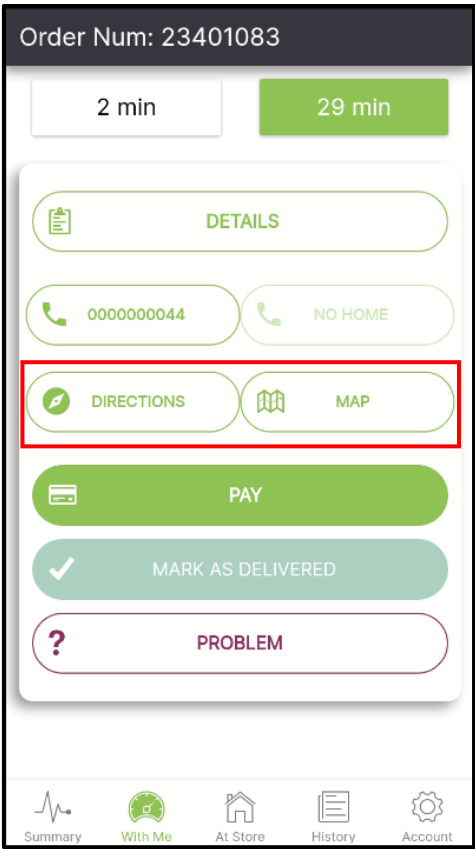 Order Num: 23401083
2 min
29 min
DETAILS
0000000044
NO HOME
DIRECTIONS
MAP
PAY
MARK AS DELIVERED
? PROBLEM
Summary
With Me
At Store
History
Account